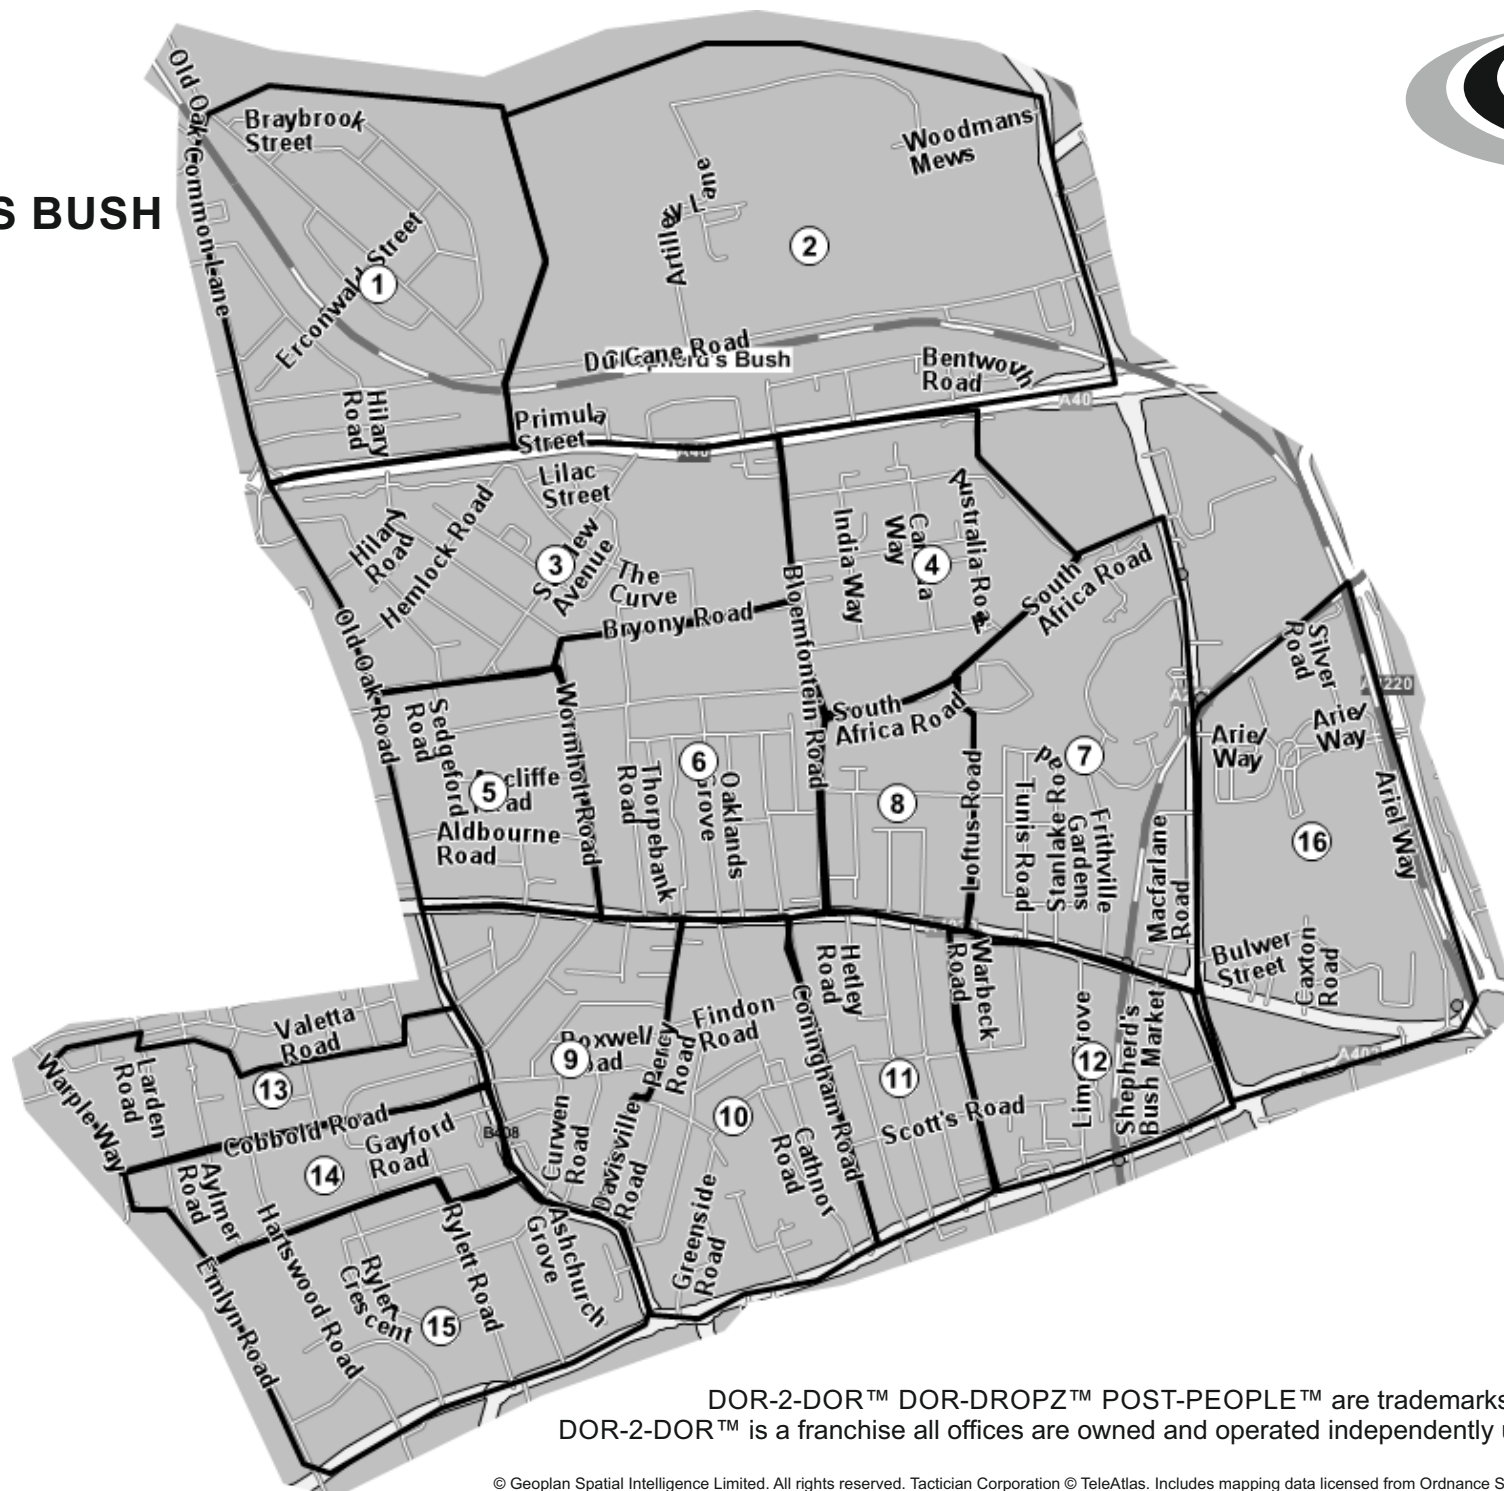 S BUSH
Old Oak Common Lane
Braybrook
Street
Woodmans
Mews
Artillery Lane
2
1
Erconwald Street
Du Cane Road
Shepherd's Bush
Bentworth
Road
A40
Hilary
Road
Primula
Street
A40
Lilac
Street
Hilary
Road
Hemlock Road
3
Avenue
The
Curve
Bryony Road
India Way
Way
4
Australia Road
South
Africa Road
Bloemfontein Road
Old Oak Road
Silver
Road
South
Africa Road
Ariel
Way
Ariel
Way
Ariel Way
Sedgeford
Road
5
Wormholt Road
Aldbourne
Road
Thorpebank
Road
6
Oaklands
Grove
8
Loftus Road
7
Tunis Road
Stanlake Road
Frithville
Gardens
Macfarlane
Road
16
Bulwer
Street
Caxton
Road
Hetley
Road
Warbeck
Road
Valetta
Road
Larden
Road
Warple Way
13
Cobbold Road
Gayford
Road
B408
14
Aylmer
Road
Hartswood Road
Emlyn Road
Rylett
Crescent
15
Rylett Road
Ashchurch
Grove
9
Curwen
Road
Davisville
Road
Percy
Road
Findon
Road
10
Greenside
Road
Cathnor
Road
Coningham Road
11
Scott's Road
12
Shepherd's
Bush Market
A402
DOR-2-DOR™ DOR-DROPZ™ POST-PEOPLE™ are trademarks
DOR-2-DOR™ is a franchise all offices are owned and operated independently
© Geoplan Spatial Intelligence Limited. All rights reserved. Tactician Corporation © TeleAtlas. Includes mapping data licensed from Ordnance S